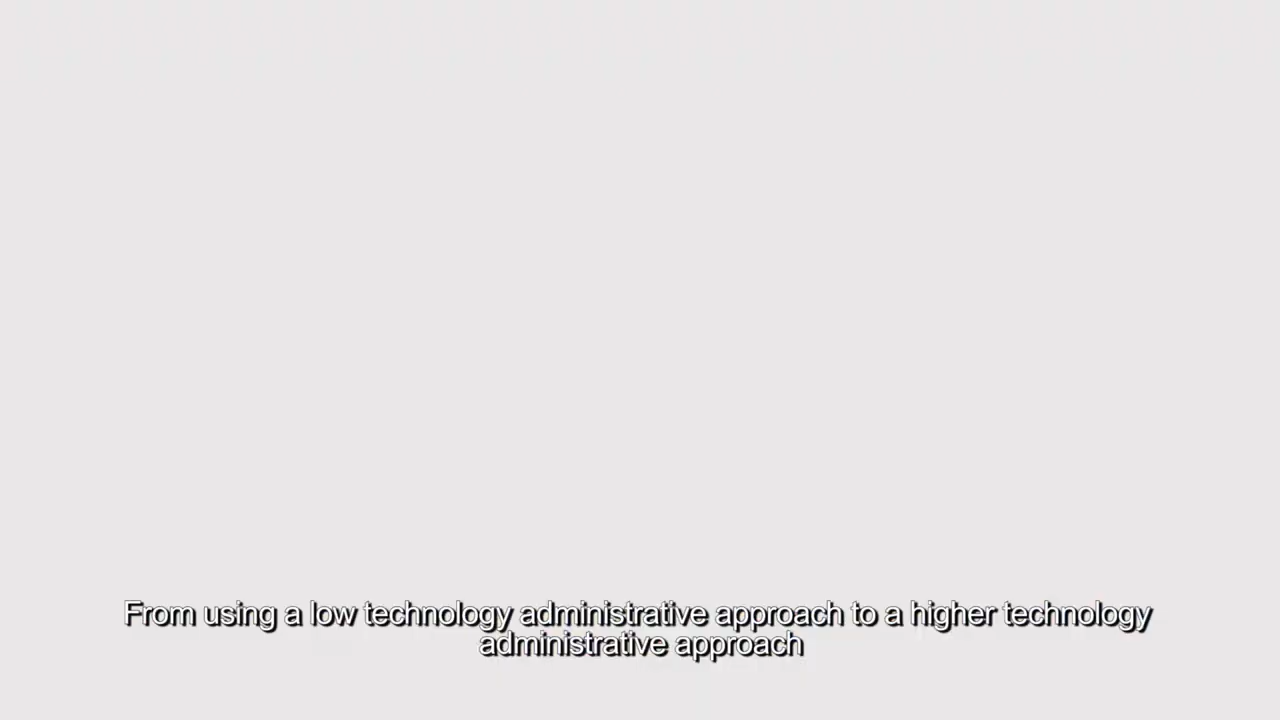 From using a low technology administrative approach to a higher technology
administrative approach